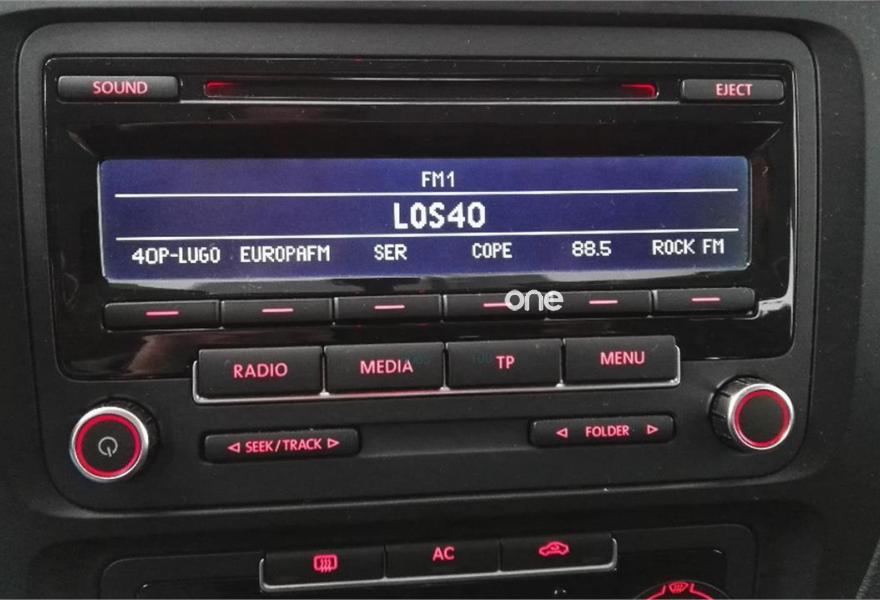 SOUND
EJECT
FM1
LOS40
40P-LUGO EUROPAFM SER COPE 88.5 ROCK FM
one
RADIO MEDIA TP MENU
SEEK/TRACK
FOLDER
AC